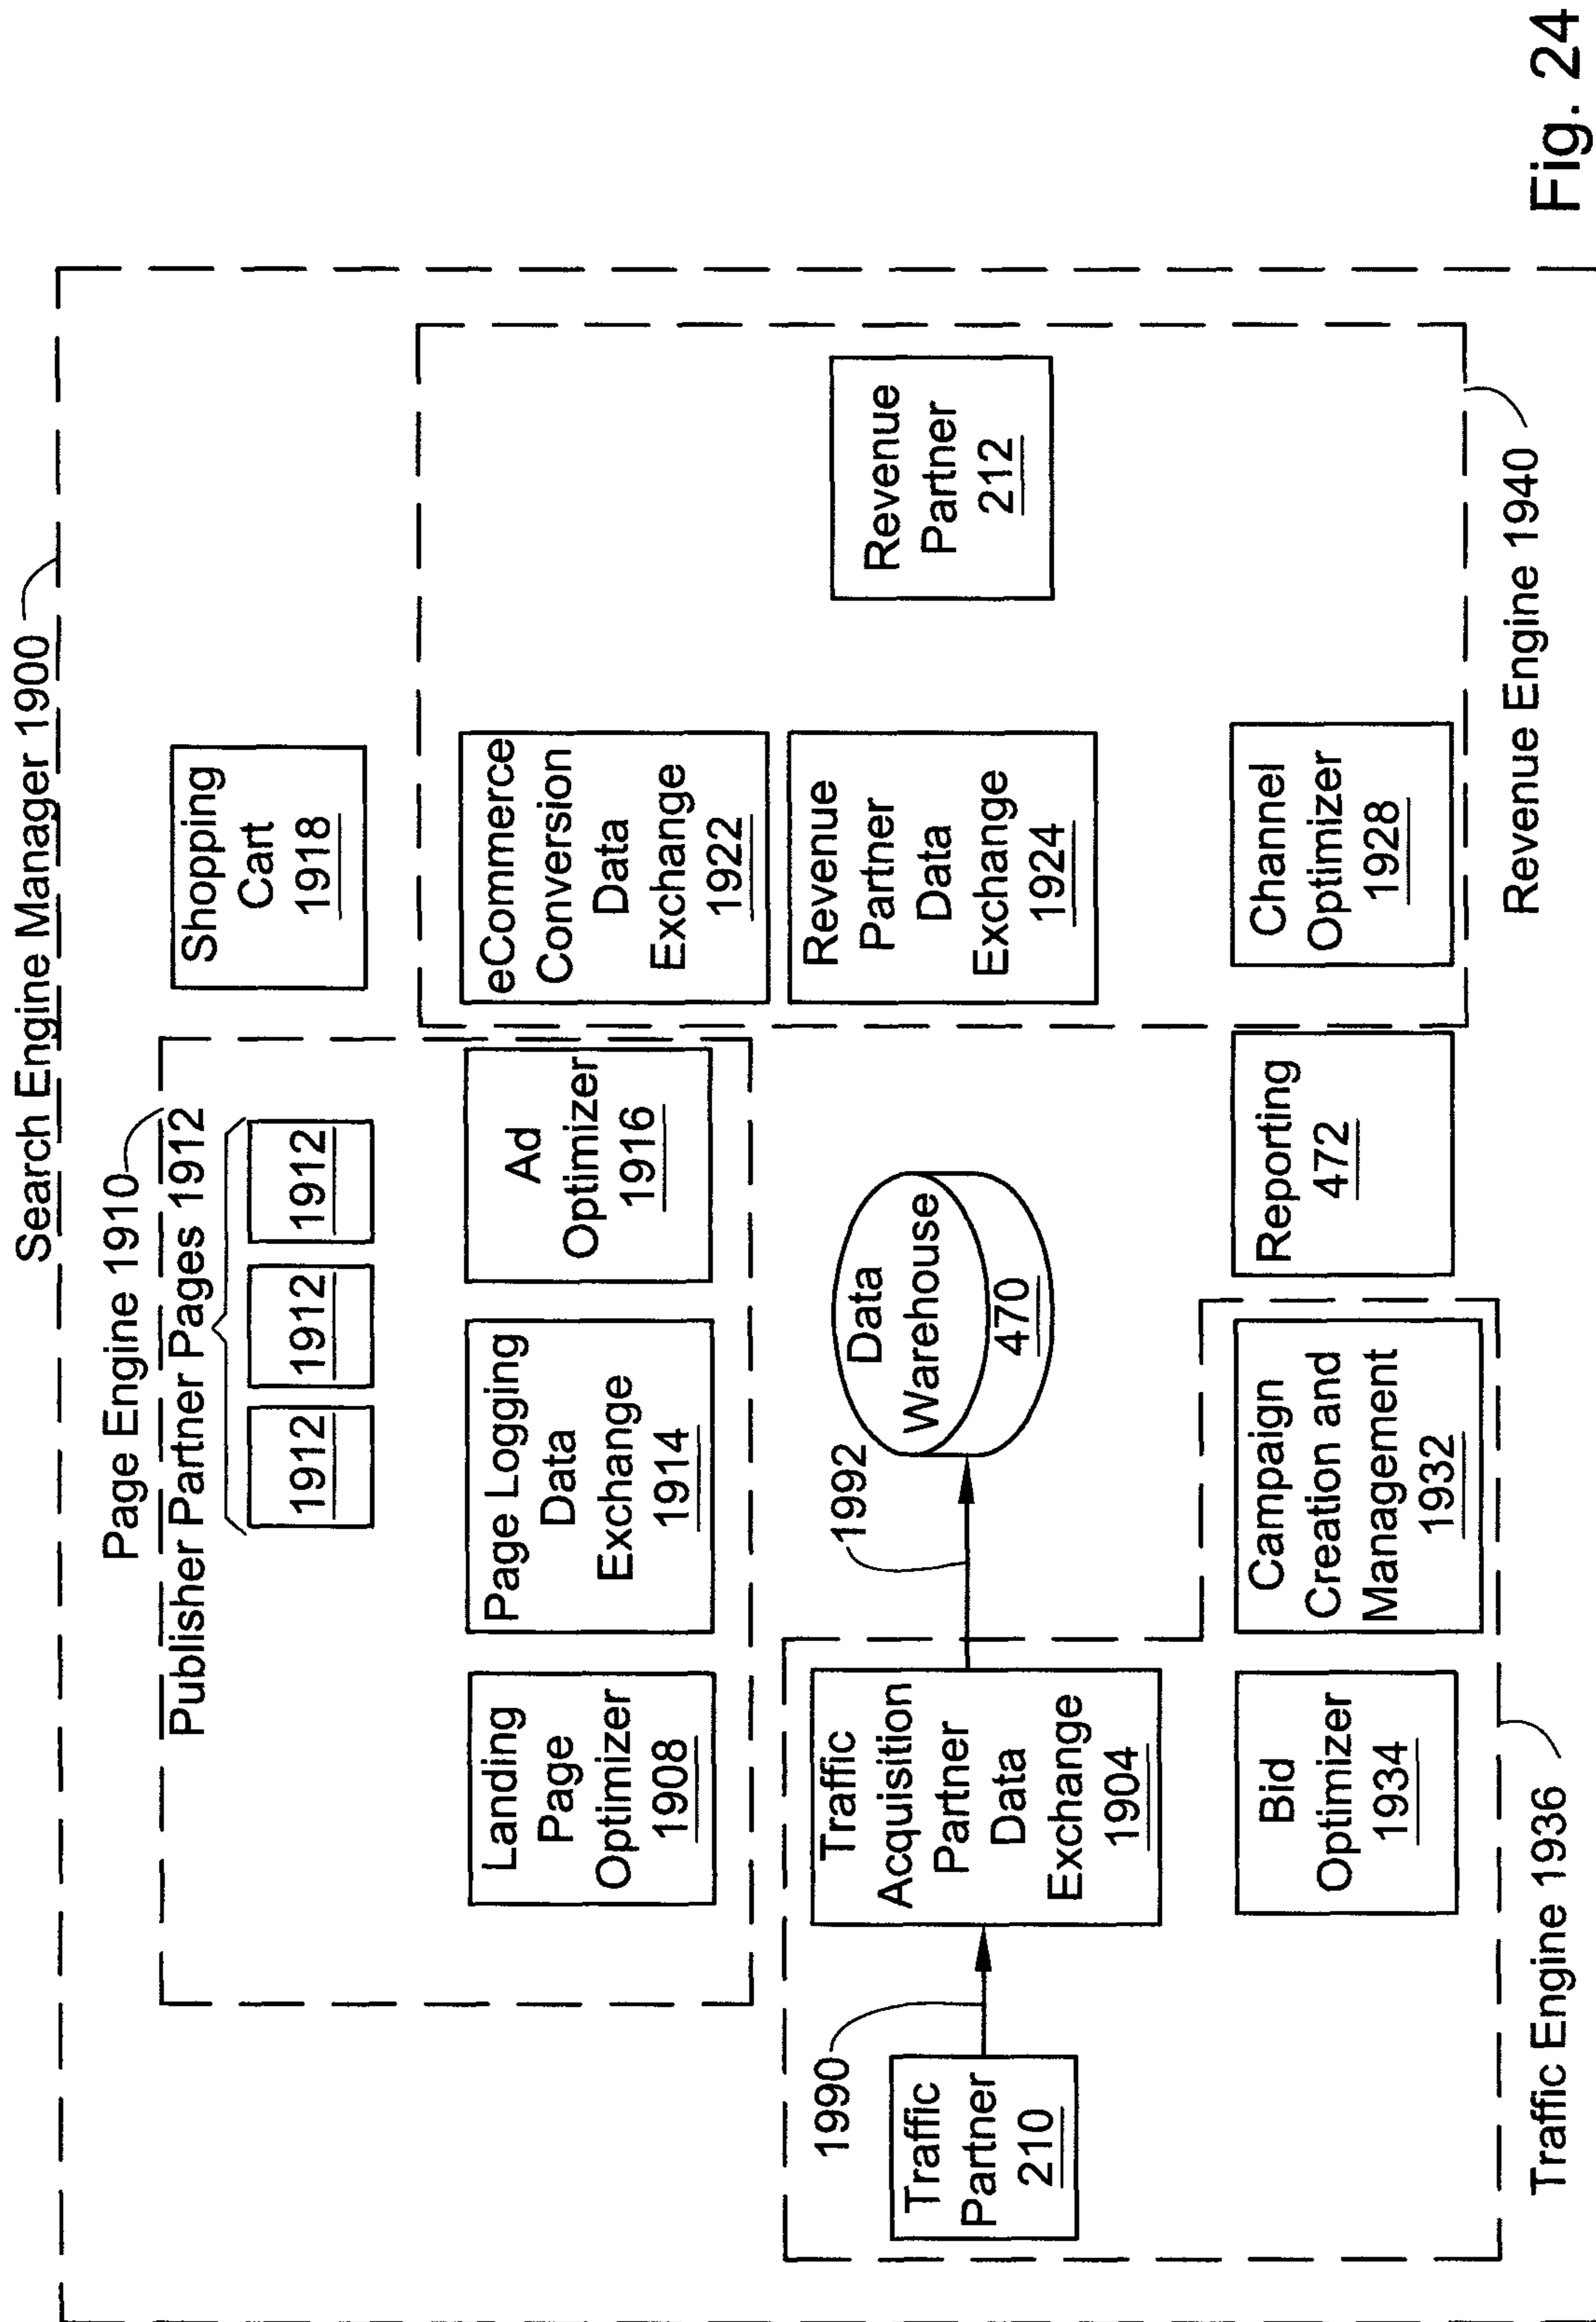 Search Engine Manager 1900
Page Engine 1910
Publisher Partner Pages 1912
1912
1912
1912
Shopping
Cart
1918
Landing
Page
Optimizer
1908
Page Logging
Data
Exchange
1914
Ad
Optimizer
1916
eCommerce
Conversion
Data
Exchange
1922
1990
Traffic
Partner
210
Traffic
Acquisition
Partner
Data
Exchange
1904
1992
Data
Warehouse
470
Revenue
Partner
Data
Exchange
1924
Revenue
Partner
212
Bid
Optimizer
1934
Campaign
Creation and
Management
1932
Reporting
472
Channel
Optimizer
1928
Traffic Engine 1936
Revenue Engine 1940
Fig. 24